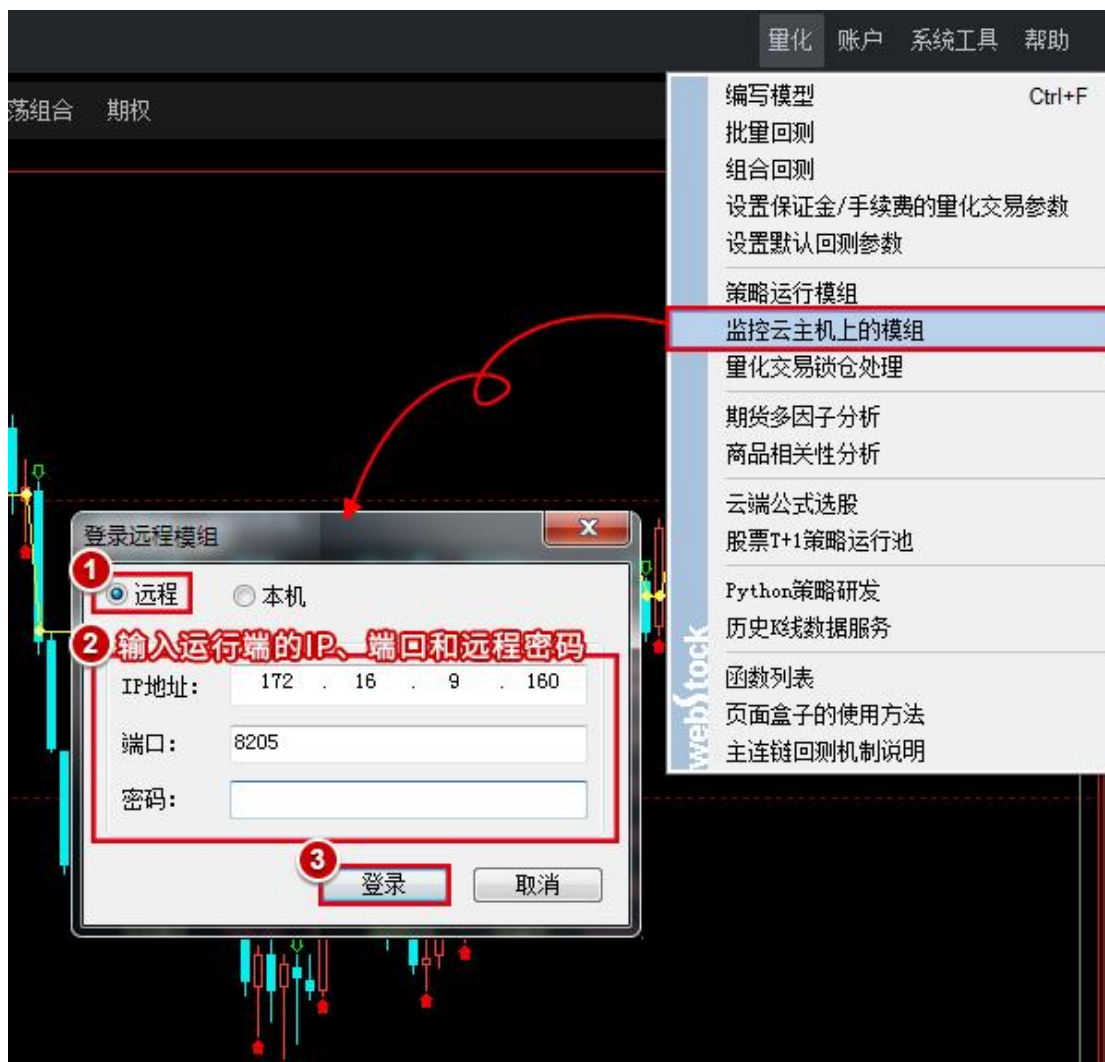 量化 账户 系统工具 帮助
荡组合 期权
编写模型 Ctrl+F
批量回测
组合回测
设置保证金/手续费的量化交易参数
设置默认回测参数
策略运行模组
监控云主机上的模组
量化交易锁仓处理
期货多因子分析
商品相关性分析
云端公式选股
股票T+1策略运行池
Python策略研发
历史K线数据服务
函数列表
页面盒子的使用方法
主连链回测机制说明
webStock
登录远程模组
1
远程 本机
2 输入运行端的IP、端口和远程密码
IP地址: 172 . 16 . 9 . 160
端口: 8205
密码:
3
登录 取消